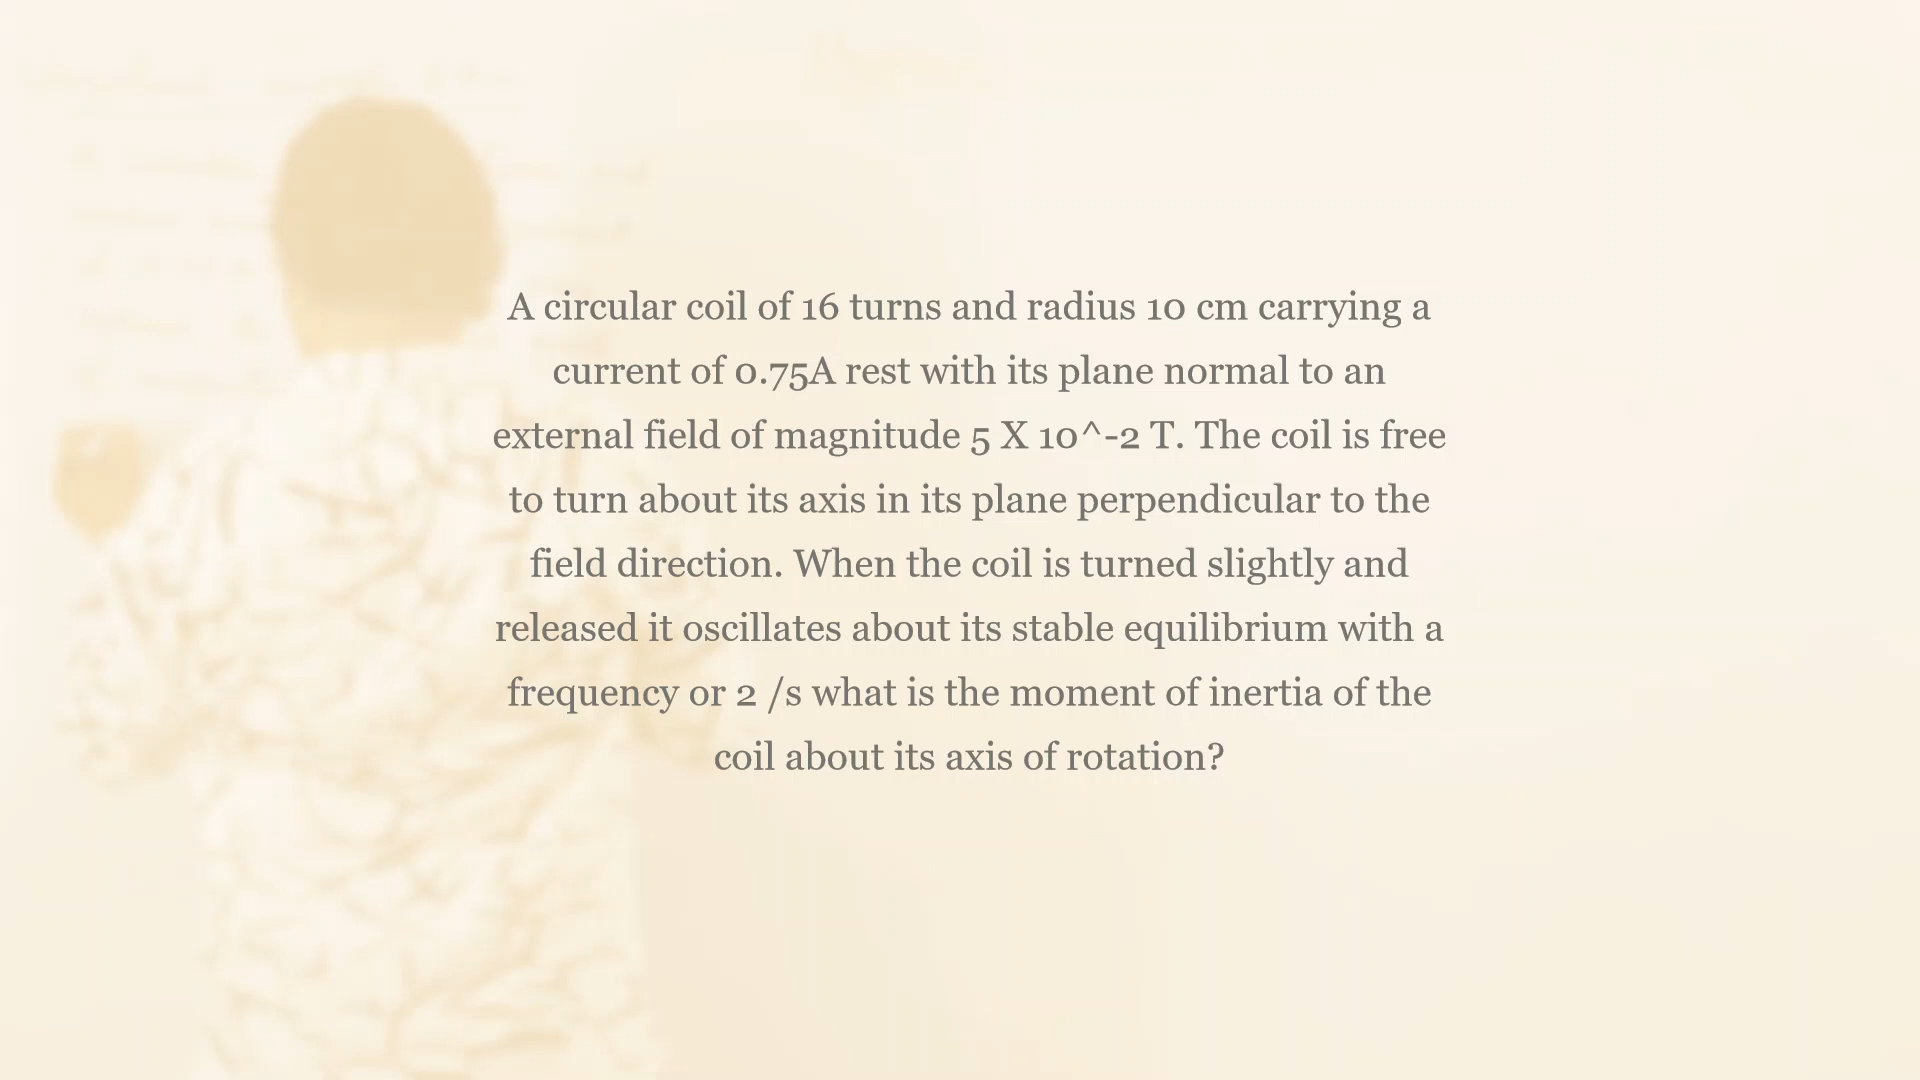 A circular coil of 16 turns and radius 10 cm carrying a
current of 0.75A rest with its plane normal to an
external field of magnitude 5 X 10^-2 T. The coil is free
to turn about its axis in its plane perpendicular to the
field direction. When the coil is turned slightly and
released it oscillates about its stable equilibrium with a
frequency or 2 /s what is the moment of inertia of the
coil about its axis of rotation?